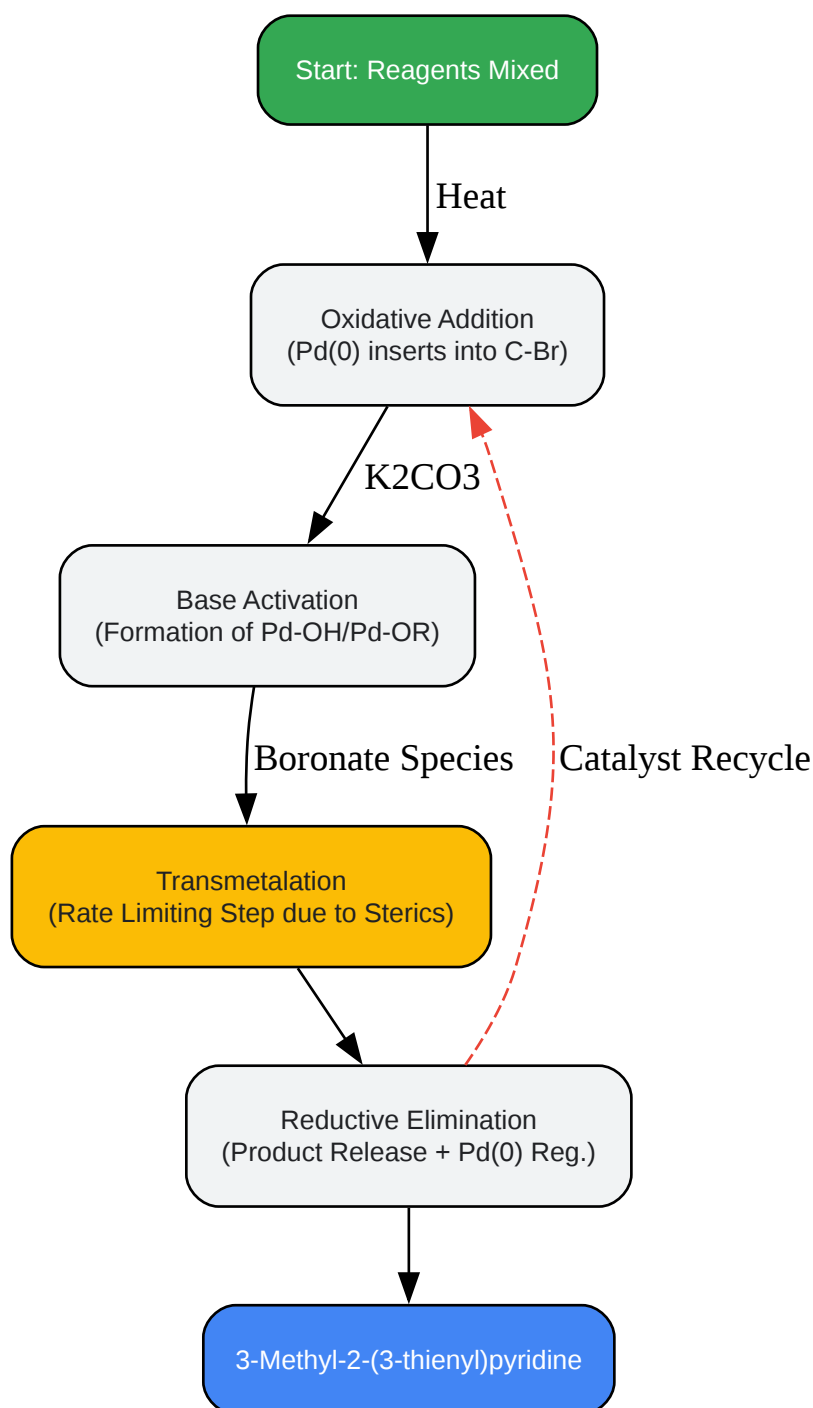 Start: Reagents Mixed
Heat
Oxidative Addition
(Pd(0) inserts into C-Br)
K2CO3
Base Activation
(Formation of Pd-OH/Pd-OR)
Boronate Species
Catalyst Recycle
Transmetalation
(Rate Limiting Step due to Sterics)
Reductive Elimination
(Product Release + Pd(0) Reg.)
3-Methyl-2-(3-thienyl)pyridine